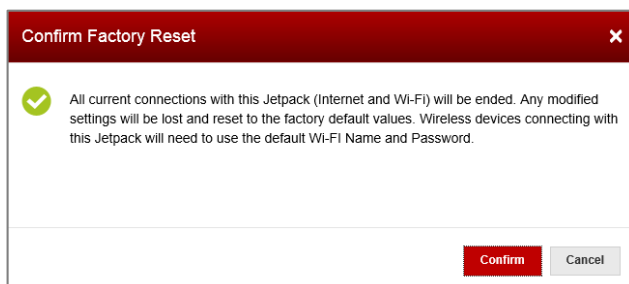 Confirm Factory Reset
All current connections with this Jetpack (Internet and Wi-Fi) will be ended. Any modified
settings will be lost and reset to the factory default values. Wireless devices connecting with
this Jetpack will need to use the default Wi-FI Name and Password.
Confirm Cancel